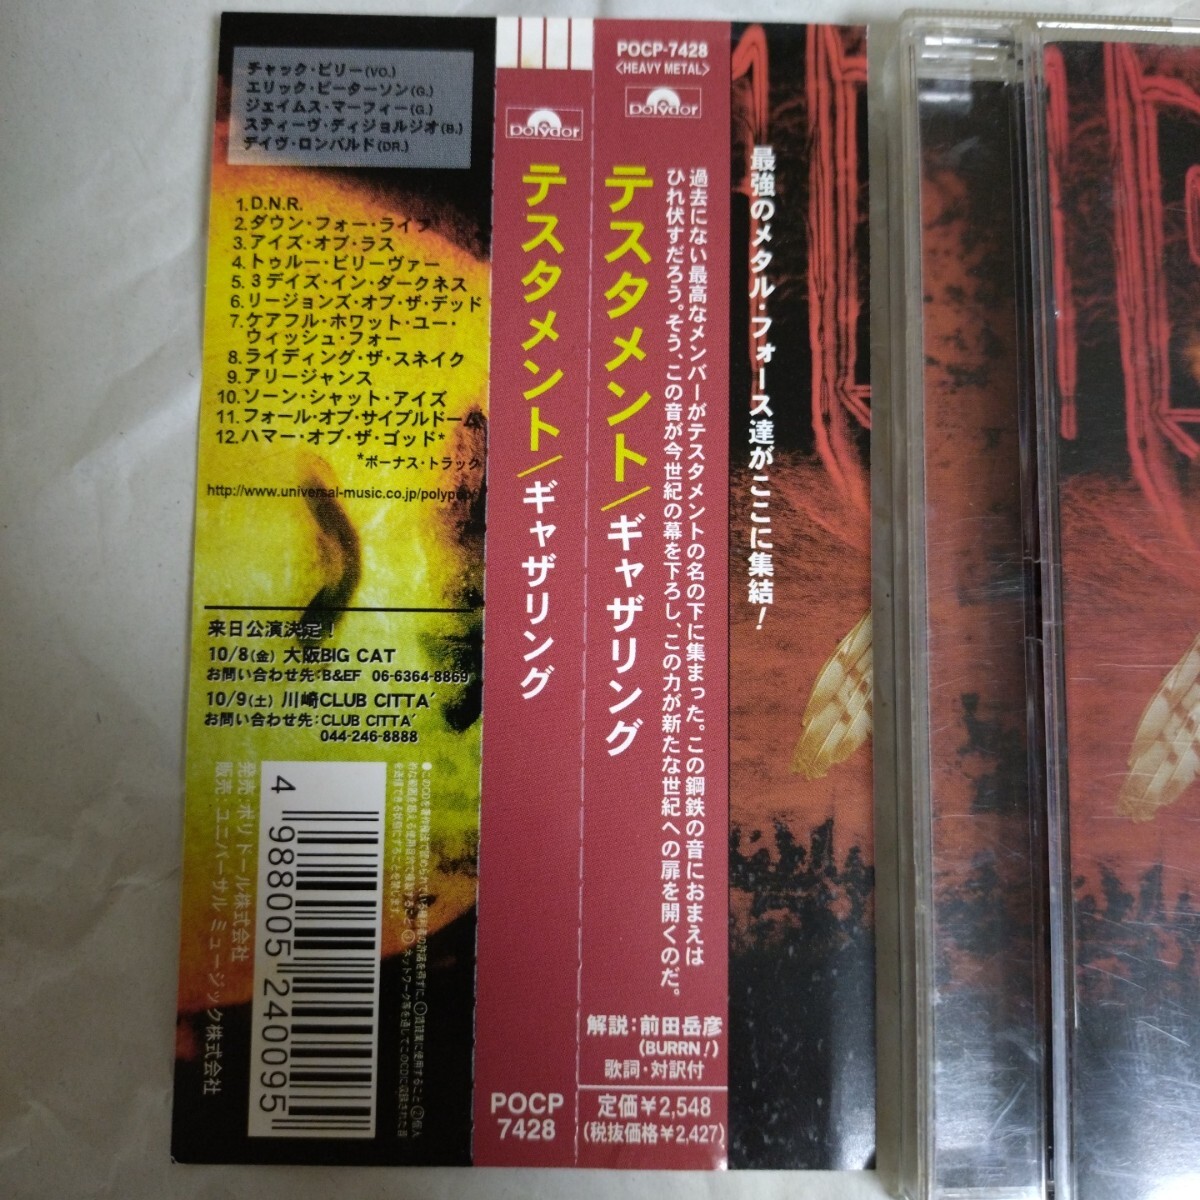 チャック・ビリー(VO.)
エリック・ピーターソン(G.)
ジェイムス・マーフィー(G.)
スティーヴ・ディジョルジオ(B.)
デイヴ・ロンバルド(DR.)
1.D.N.R.
2.ダウン・フォー・ライフ
3.アイズ・オブ・ラス
4.トゥルー・ビリーヴァー
5.3デイズ・イン・ダークネス
6.リージョンズ・オブ・ザ・デッド
7.ケアフル・ホワット・ユー・
ウィッシュ・フォー
8.ライディング・ザ・スネイク
9.アリージャンス
10.ソーン・シャット・アイズ
11.フォール・オブ・サイプルドーム
12.ハマー・オブ・ザ・ゴッド*
*ボーナス・トラック
http://www.universal-music.co.jp/polypop/
来日公演決定!
10/8(金) 大阪BIG CAT
お問い合わせ先:B&EF 06-6364-8869
10/9(土) 川崎CLUB CITTA'
お問い合わせ先:CLUB CITTA'
044-246-8888
4 988005 240095
発売・ポリドール株式会社
販売・ユニバーサル ミュージック株式会社
polydor
テスタメント/ギャザリング
POCP
7428
POCP-7428
〈HEAVY METAL〉
polydor
テスタメント/ギャザリング
過去にない最高なメンバーがテスタメントの名の下に集まった。この鋼鉄の音におまえは
ひれ伏すだろう。そう、この音が今世紀の幕を下ろし、この力が新たな世紀への扉を開くのだ。
解説:前田岳彦
(BURRN!)
歌詞・対訳付
定価¥2,548
(税抜価格¥2,427)
最強のメタル・フォース達がここに集結!